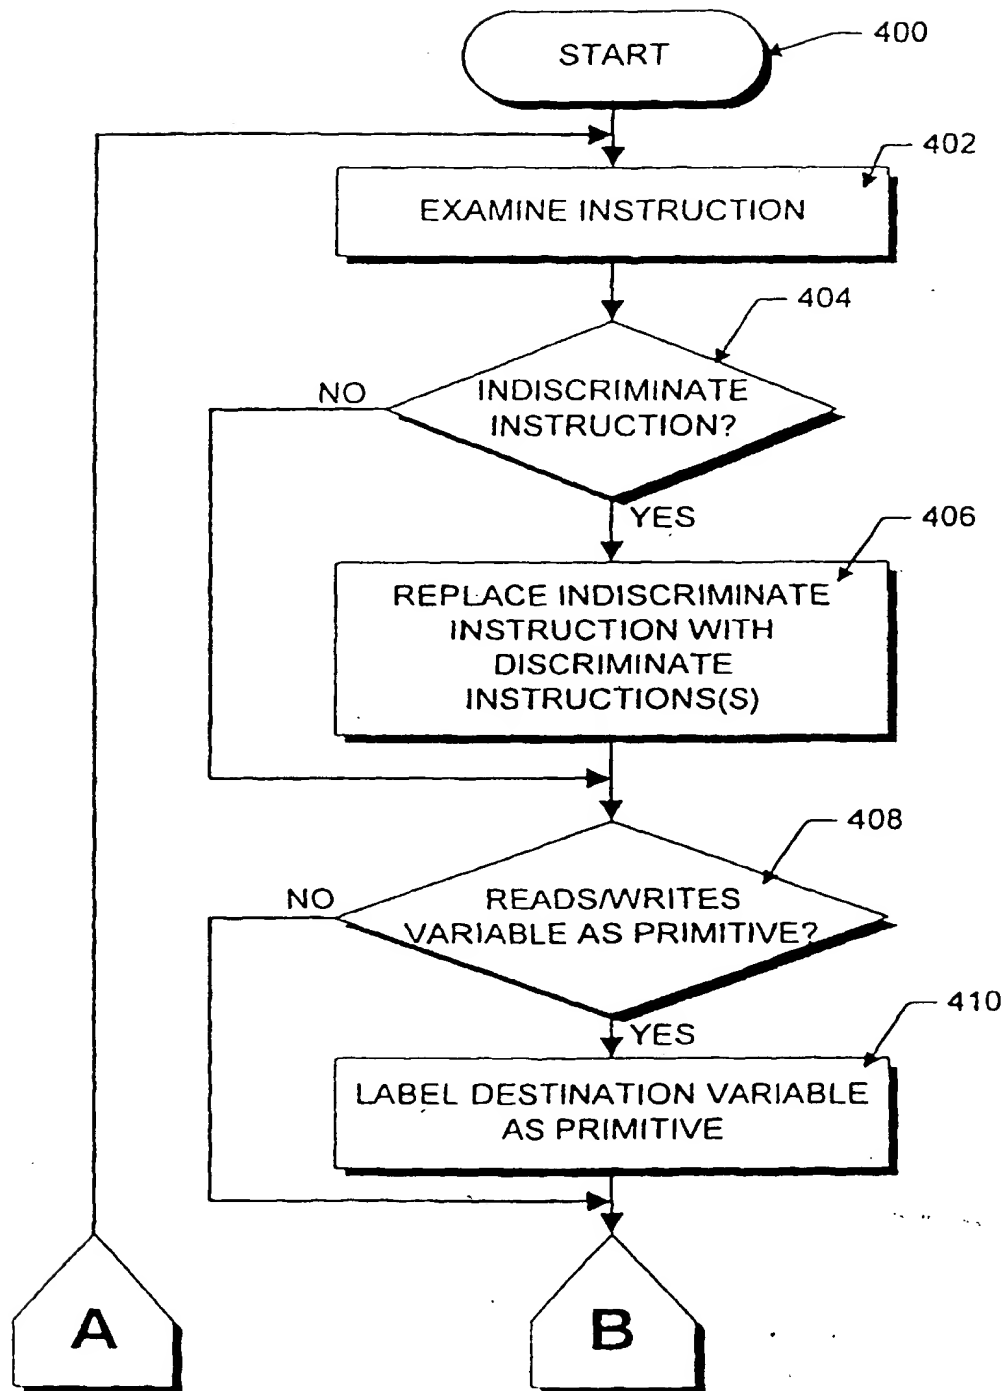 START
400
402
EXAMINE INSTRUCTION
404
NO
INDISCRIMINATE
INSTRUCTION?
YES
406
REPLACE INDISCRIMINATE
INSTRUCTION WITH
DISCRIMINATE
INSTRUCTIONS(S)
408
NO
READS/WRITES
VARIABLE AS PRIMITIVE?
YES
410
LABEL DESTINATION VARIABLE
AS PRIMITIVE
A
B